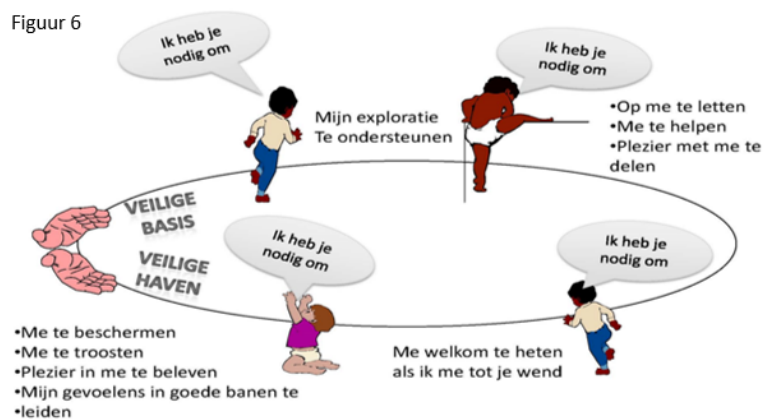 Figuur 6
Ik heb je
nodig om
Mijn exploratie
Te ondersteunen
Ik heb je
nodig om
•Op me te letten
•Me te helpen
•Plezier met me te
delen
VEILIGE
BASIS
VEILIGE
HAVEN
Ik heb je
nodig om
Ik heb je
nodig om
•Me te beschermen
•Me te troosten
•Plezier in me te beleven
•Mijn gevoelens in goede banen te
•leiden
Me welkom te heten
als ik me tot je wend